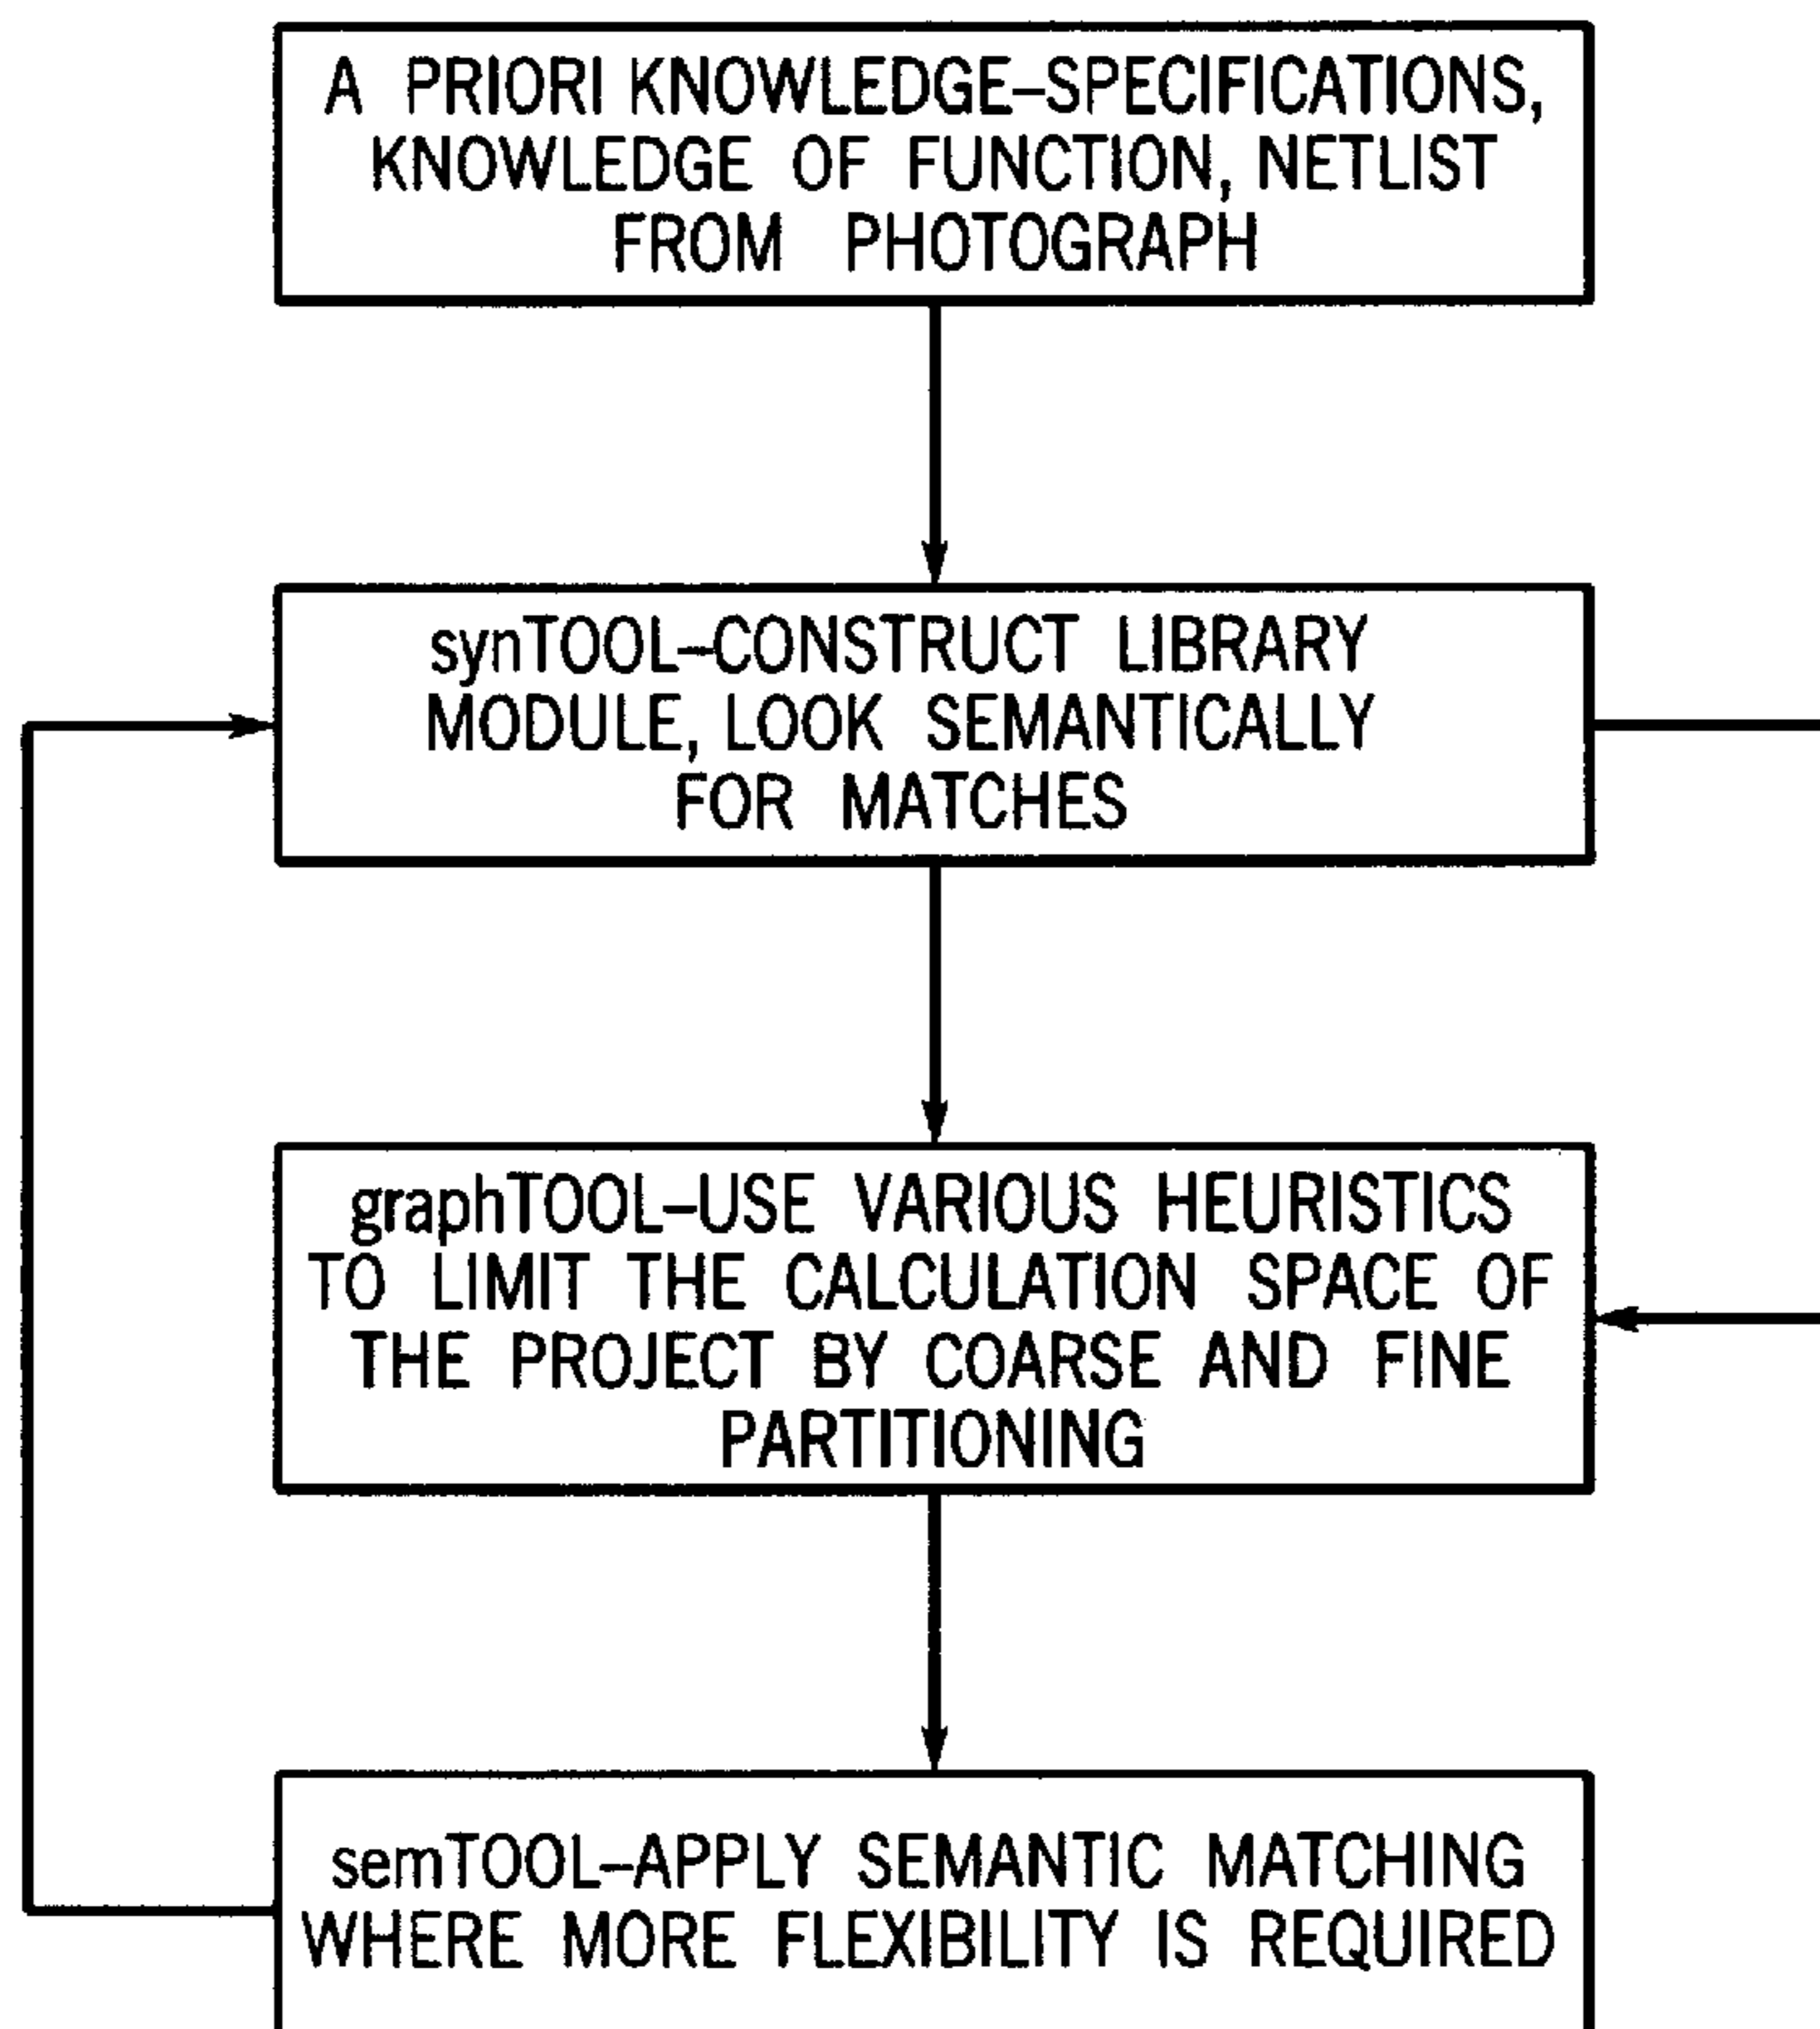 A PRIORI KNOWLEDGE–SPECIFICATIONS,
KNOWLEDGE OF FUNCTION, NETLIST
FROM PHOTOGRAPH
synTOOL–CONSTRUCT LIBRARY
MODULE, LOOK SEMANTICALLY
FOR MATCHES
graphTOOL–USE VARIOUS HEURISTICS
TO LIMIT THE CALCULATION SPACE OF
THE PROJECT BY COARSE AND FINE
PARTITIONING
semTOOL–APPLY SEMANTIC MATCHING
WHERE MORE FLEXIBILITY IS REQUIRED